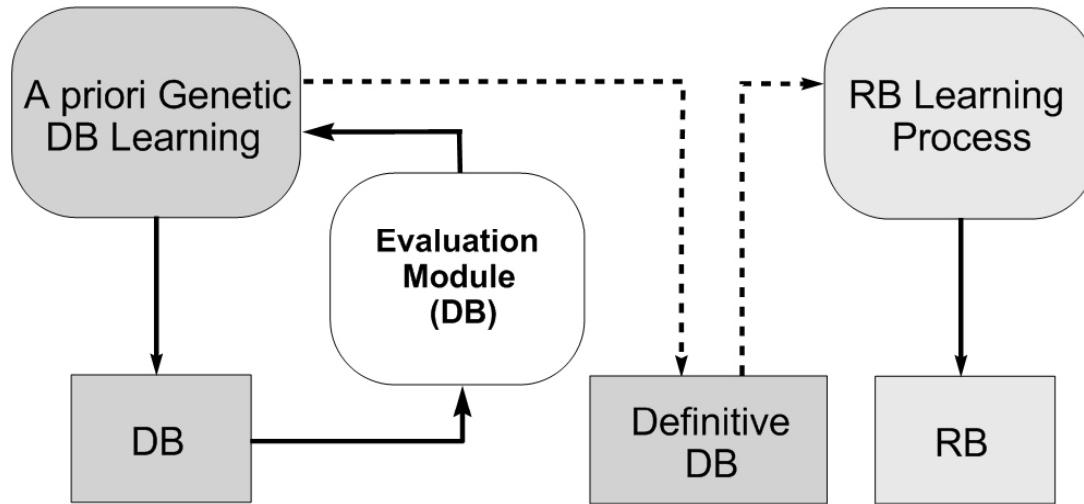 A priori Genetic
DB Learning
RB Learning
Process
Evaluation
Module
(DB)
DB
Definitive
DB
RB